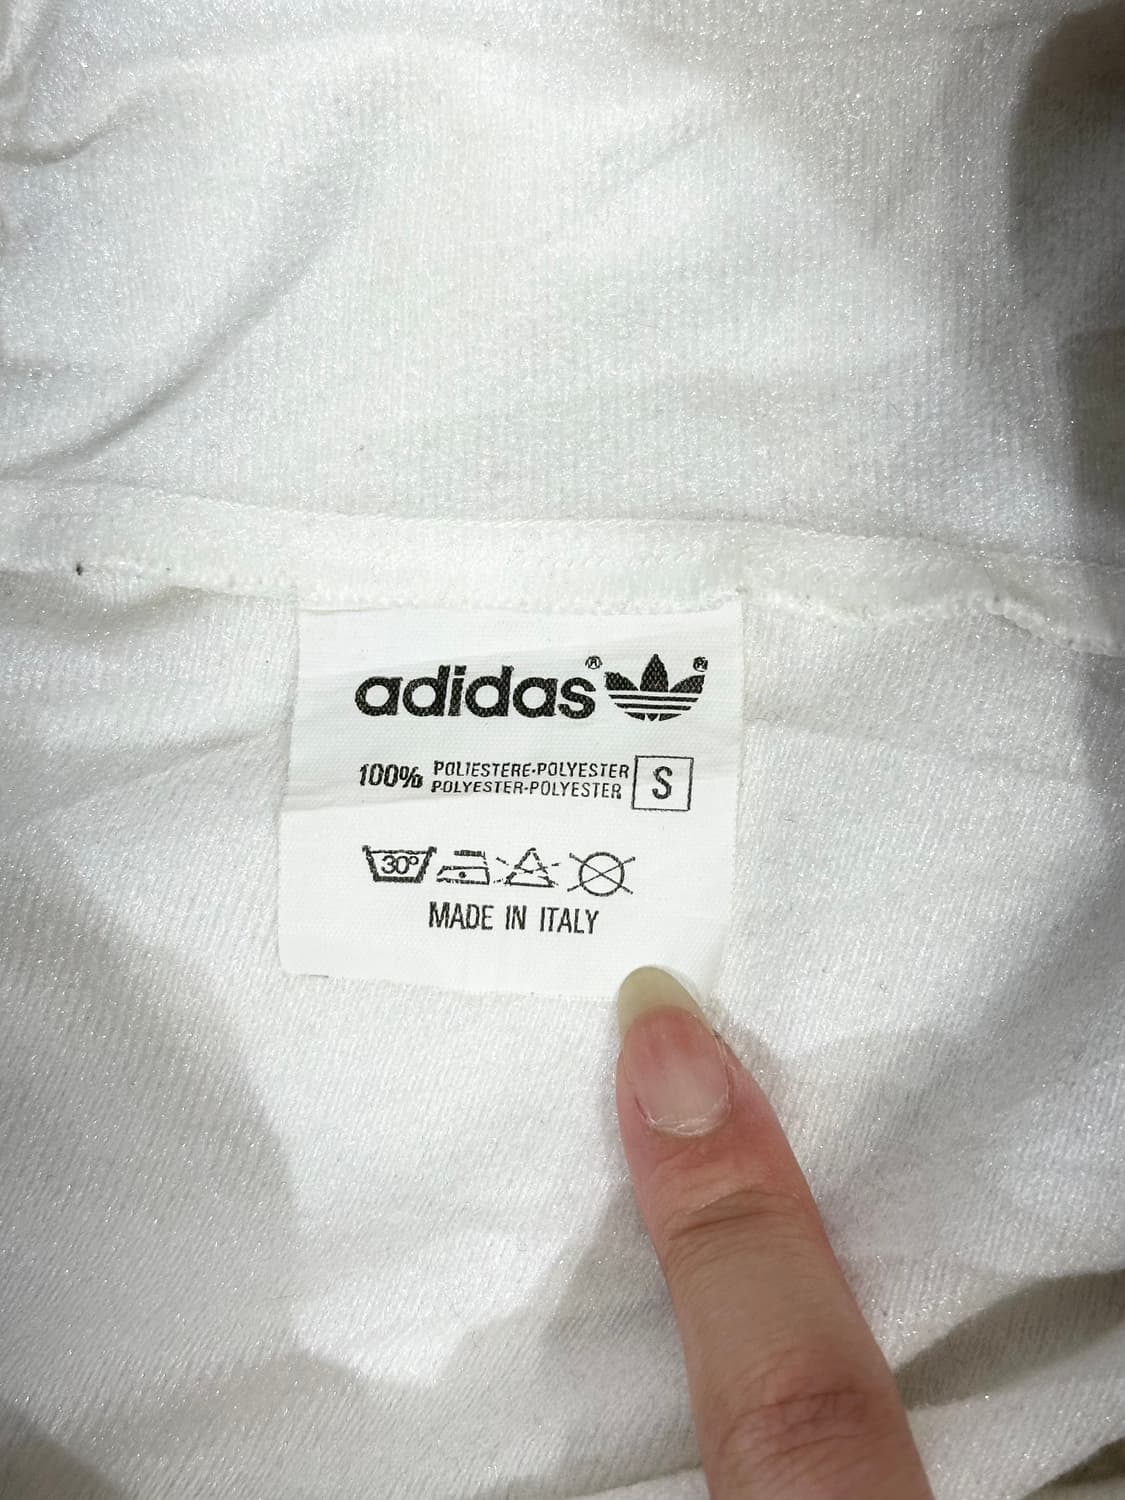 adidas®
100% POLIESTERE-POLYESTER
POLYESTER-POLYESTER
S
30°
MADE IN ITALY